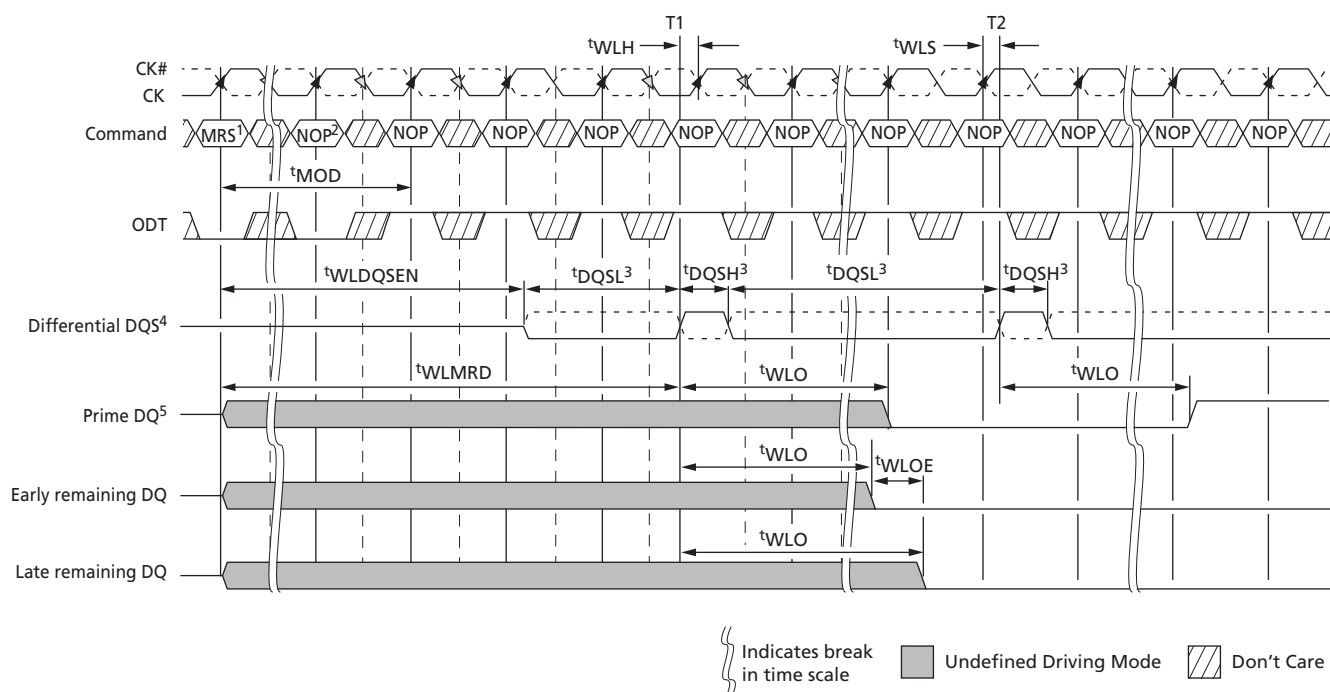 T1 T2
tWLH tWLS
CK#
CK
Command MRS1 NOP2 NOP NOP NOP NOP NOP NOP NOP NOP NOP NOP
tMOD
ODT
tWLDQSEN tDQSL3 tDQSH3 tDQSL3 tDQSH3
Differential DQS4
tWLMRD tWLO tWLO
Prime DQ5
tWLO tWLOE
Early remaining DQ
tWLO
Late remaining DQ
Indicates break
in time scale
Undefined Driving Mode
Don't Care